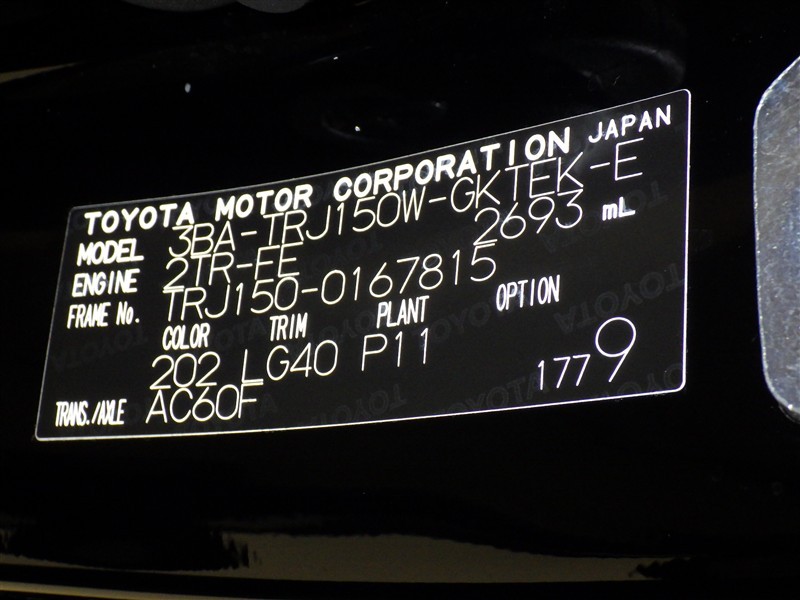 TOYOTA MOTOR CORPORATION JAPAN
MODEL 3BA-TRJ150W-GKTEK-E
ENGINE 2TR-FE 2693 mL
FRAME No. TRJ150-0167815
COLOR TRIM PLANT OPTION
202 LG40 P11
TRANS./AXLE AC60F 1779